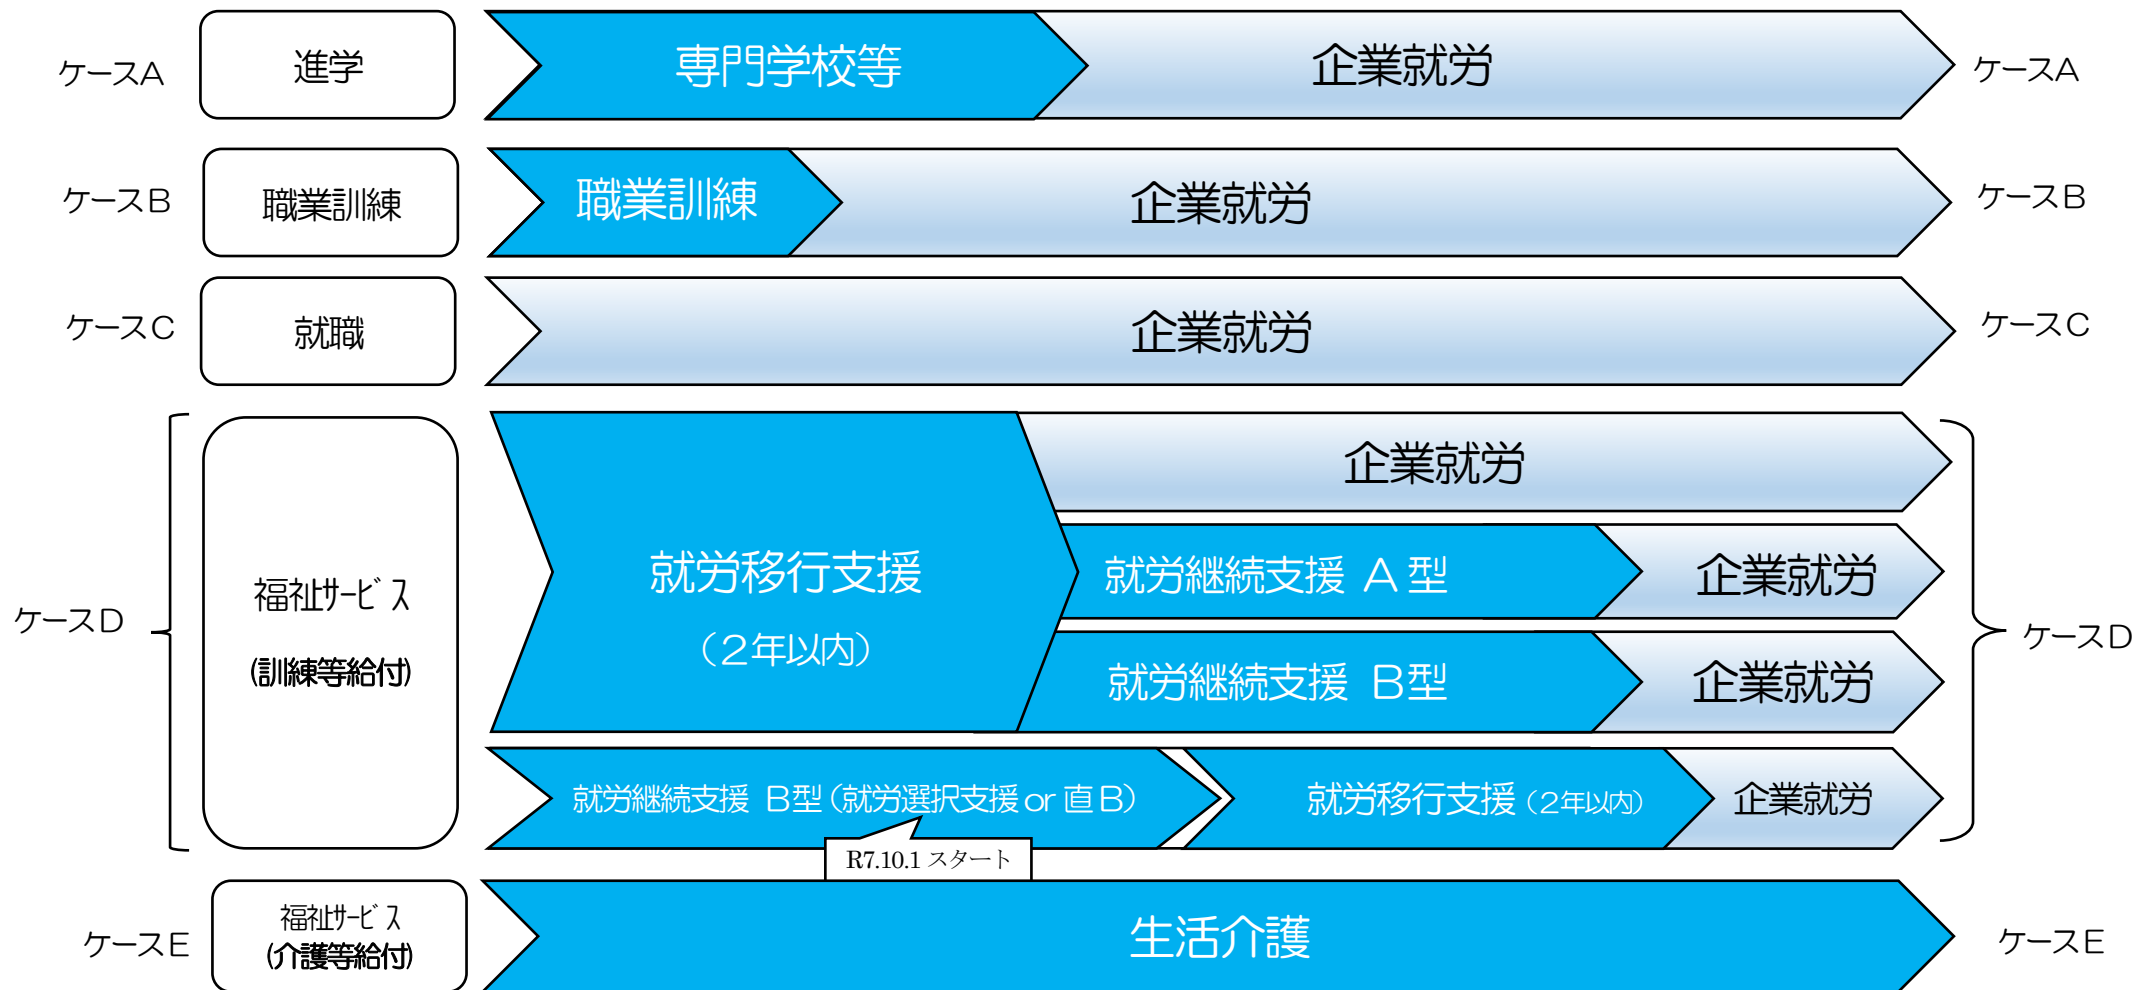 ケースA
進学
専門学校等
企業就労
ケースA
ケースB
職業訓練
職業訓練
企業就労
ケースB
ケースC
就職
企業就労
ケースC
ケースD
福祉サービス
(訓練等給付)
就労移行支援
（２年以内）
企業就労
就労継続支援 A型
企業就労
就労継続支援 B型
企業就労
就労継続支援 B型（就労選択支援or直B）
就労移行支援（２年以内）
企業就労
R7.10.1 スタート
ケースD
ケースE
福祉サービス
(介護等給付)
生活介護
ケースE